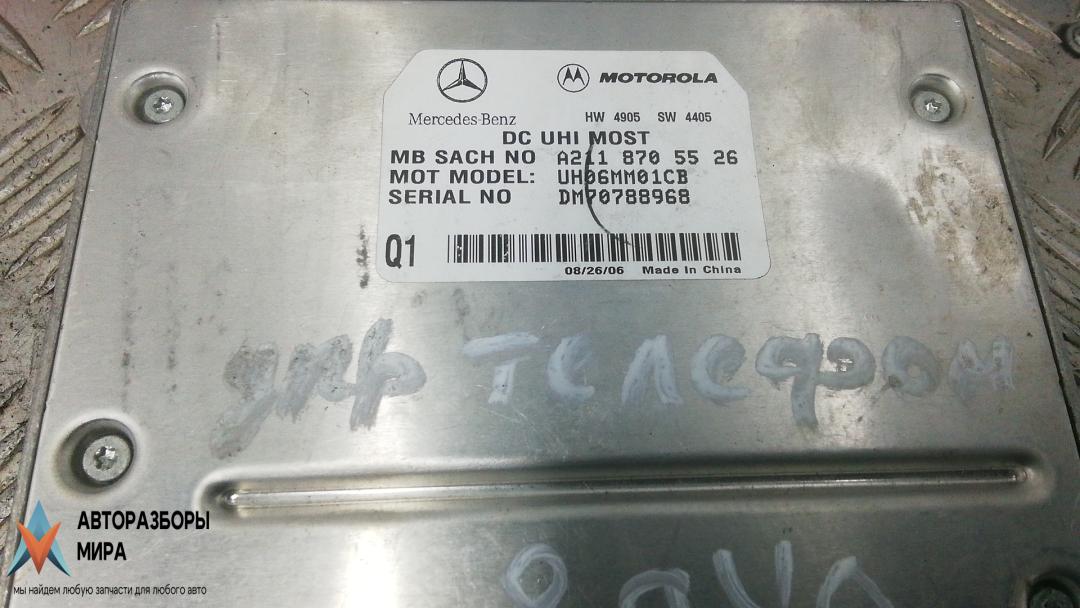 MOTOROLA
Mercedes-Benz HW 4905 SW 4405
DC UHI MOST
MB SACH NO A211 870 55 26
MOT MODEL: UH06MM01CB
SERIAL NO DM70788968
Q1
08/26/06 Made In China
упр телефон
АВТОРАЗБОРЫ
МИРА
мы найдем любую запчасти для любого авто